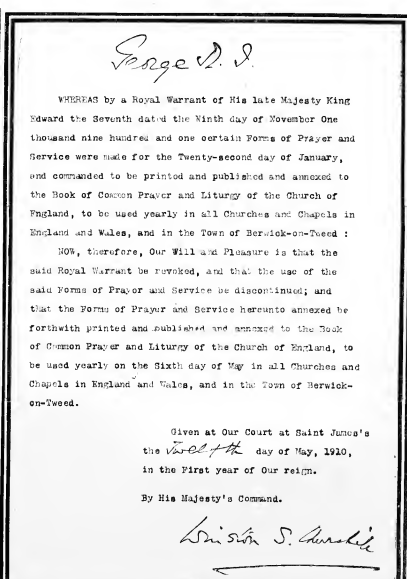 George R. I.
WHEREAS by a Royal Warrant of His late Majesty King
Edward the Seventh dated the Ninth day of November One
thousand nine hundred and one certain Forms of Prayer and
Service were made for the Twenty-second day of January,
and commanded to be printed and published and annexed to
the Book of Common Prayer and Liturgy of the Church of
England, to be used yearly in all Churches and Chapels in
England and Wales, and in the Town of Berwick-on-Tweed :
NOW, therefore, Our Will and Pleasure is that the
said Royal Warrant be revoked, and that the use of the
said Forms of Prayer and Service be discontinued; and
that the Forms of Prayer and Service hereunto annexed be
forthwith printed and published and annexed to the Book
of Common Prayer and Liturgy of the Church of England, to
be used yearly on the Sixth day of May in all Churches and
Chapels in England and Wales, and in the Town of Berwick-
on-Tweed.
Given at Our Court at Saint James's
the Twelfth day of May, 1910,
in the First year of Our reign.
By His Majesty's Command.
Winston S. Churchill